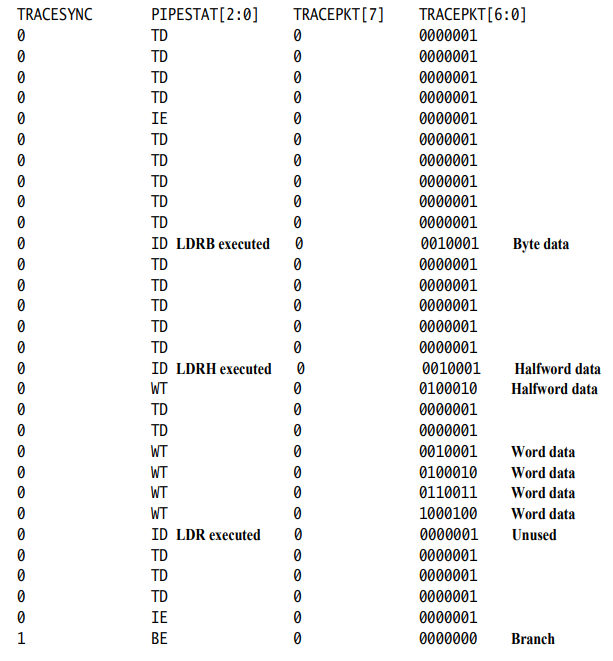 TRACESYNC PIPESTAT[2:0] TRACEPKT[7] TRACEPKT[6:0]
0 TD 0 0000001
0 TD 0 0000001
0 TD 0 0000001
0 TD 0 0000001
0 IE 0 0000001
0 TD 0 0000001
0 TD 0 0000001
0 TD 0 0000001
0 TD 0 0000001
0 TD 0 0000001
0 ID LDRB executed 0 0010001 Byte data
0 TD 0 0000001
0 TD 0 0000001
0 TD 0 0000001
0 TD 0 0000001
0 TD 0 0000001
0 ID LDRH executed 0 0010001 Halfword data
0 WT 0 0100010 Halfword data
0 TD 0 0000001
0 TD 0 0000001
0 WT 0 0010001 Word data
0 WT 0 0100010 Word data
0 WT 0 0110011 Word data
0 WT 0 1000100 Word data
0 ID LDR executed 0 0000001 Unused
0 TD 0 0000001
0 TD 0 0000001
0 TD 0 0000001
0 IE 0 0000001
1 BE 0 0000000 Branch